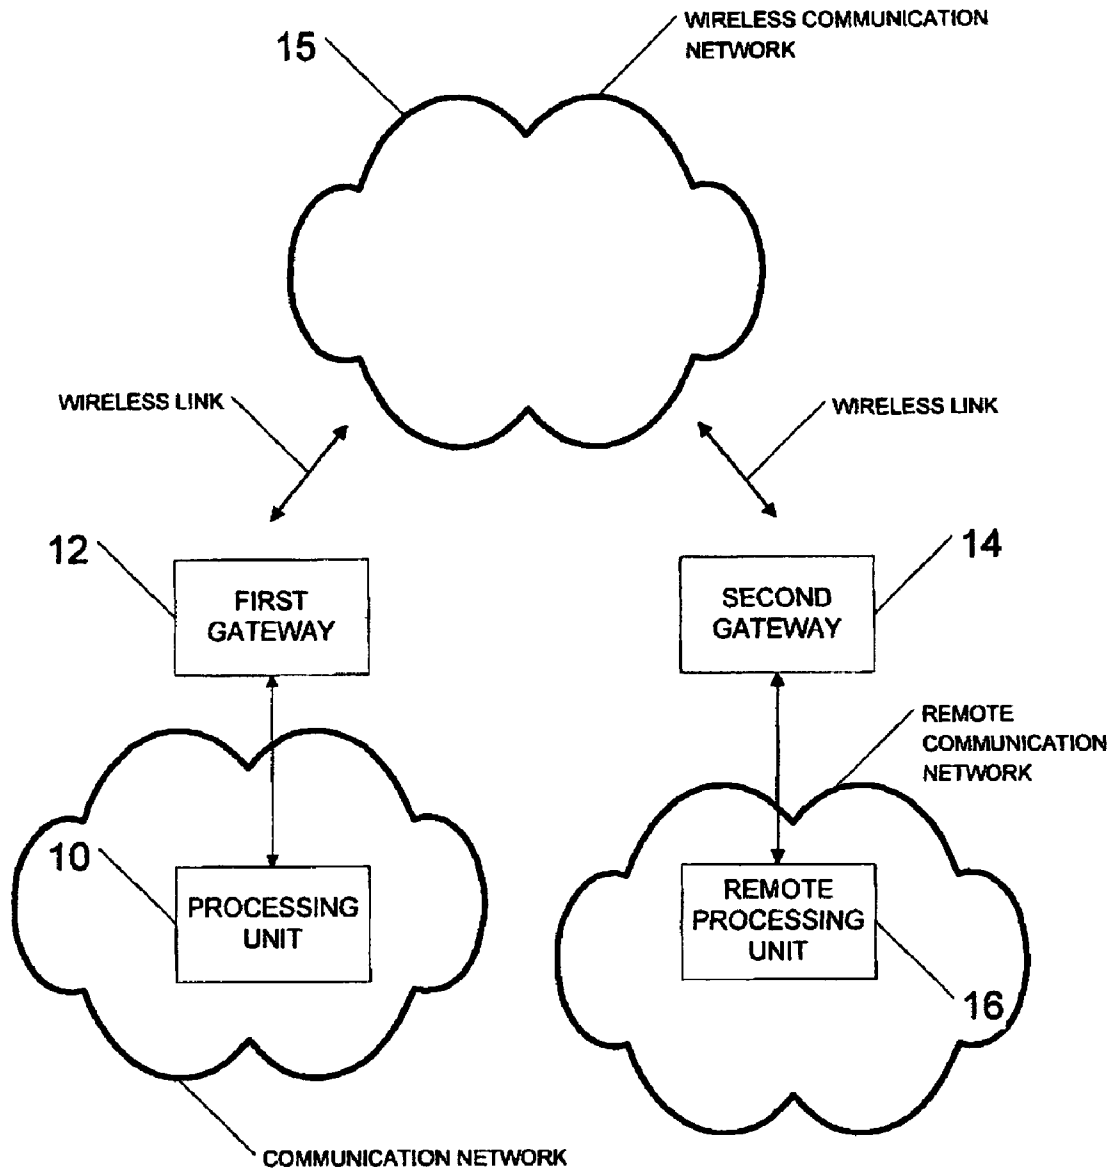 WIRELESS COMMUNICATION
NETWORK
15
WIRELESS LINK
WIRELESS LINK
12
14
FIRST
GATEWAY
SECOND
GATEWAY
REMOTE
COMMUNICATION
NETWORK
10
PROCESSING
UNIT
REMOTE
PROCESSING
UNIT
16
COMMUNICATION NETWORK